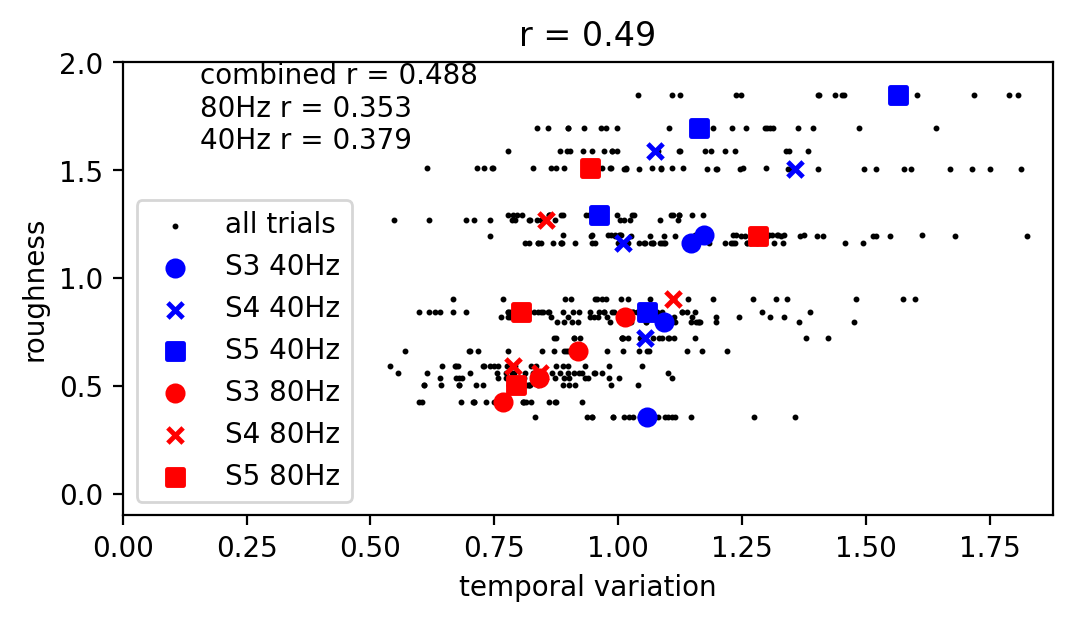 r = 0.49
combined r = 0.488
80Hz r = 0.353
40Hz r = 0.379
all trials
S3 40Hz
S4 40Hz
S5 40Hz
S3 80Hz
S4 80Hz
S5 80Hz
roughness
2.0
1.5
1.0
0.5
0.0
0.00 0.25 0.50 0.75 1.00 1.25 1.50 1.75
temporal variation